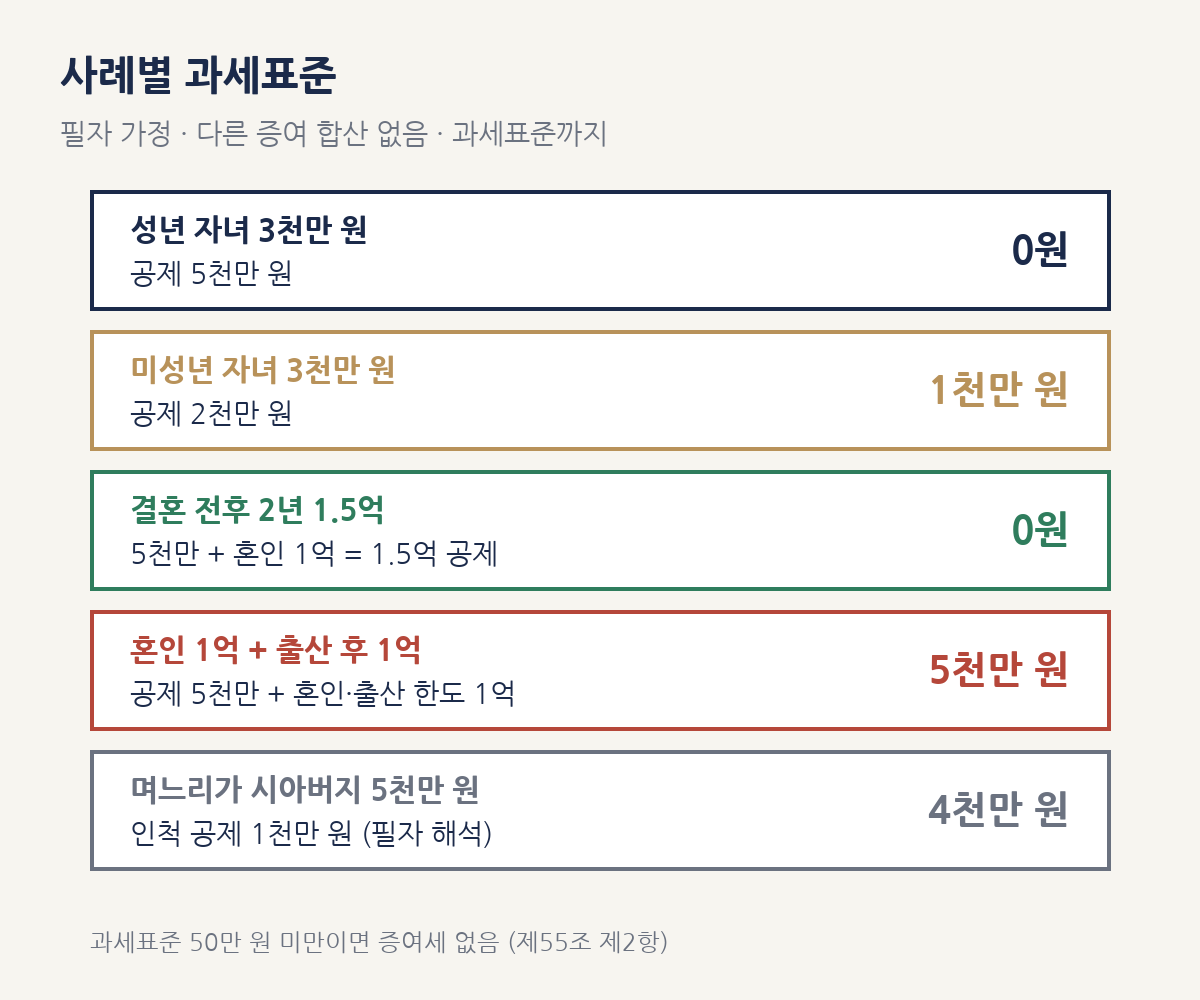 사례별 과세표준
필자 가정 · 다른 증여 합산 없음 · 과세표준까지
성년 자녀 3천만 원
공제 5천만 원
0원
미성년 자녀 3천만 원
공제 2천만 원
1천만 원
결혼 전후 2년 1.5억
5천만 + 혼인 1억 = 1.5억 공제
0원
혼인 1억 + 출산 후 1억
공제 5천만 + 혼인·출산 한도 1억
5천만 원
며느리가 시아버지 5천만 원
인척 공제 1천만 원 (필자 해석)
4천만 원
과세표준 50만 원 미만이면 증여세 없음 (제55조 제2항)